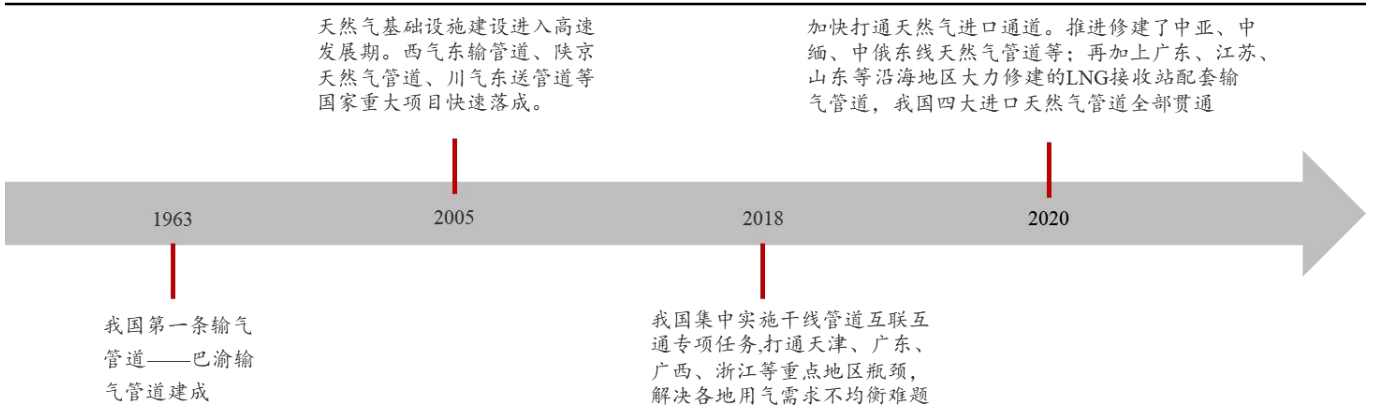 天然气基础设施建设进入高速
发展期。西气东输管道、陕京
天然气管道、川气东送管道等
国家重大项目快速落成。
加快打通天然气进口通道。推进修建了中亚、中
缅、中俄东线天然气管道等；再加上广东、江苏、
山东等沿海地区大力修建的LNG接收站配套输
气管道，我国四大进口天然气管道全部贯通
1963
2005
2018
2020
我国第一条输气
管道——巴渝输
气管道建成
我国集中实施干线管道互联互
通专项任务,打通天津、广东、
广西、浙江等重点地区瓶颈，
解决各地用气需求不均衡难题